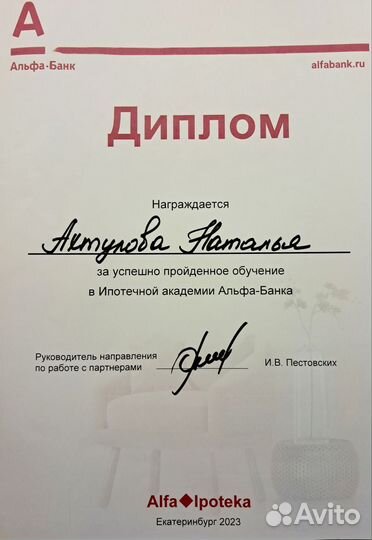 А
Альфа·Банк alfabank.ru
Диплом
Награждается
Актулова Наталья
за успешно пройденное обучение
в Ипотечной академии Альфа-Банка
Руководитель направления
по работе с партнерами И.В. Пестовских
Alfa◆Ipoteka
Екатеринбург 2023
Avito